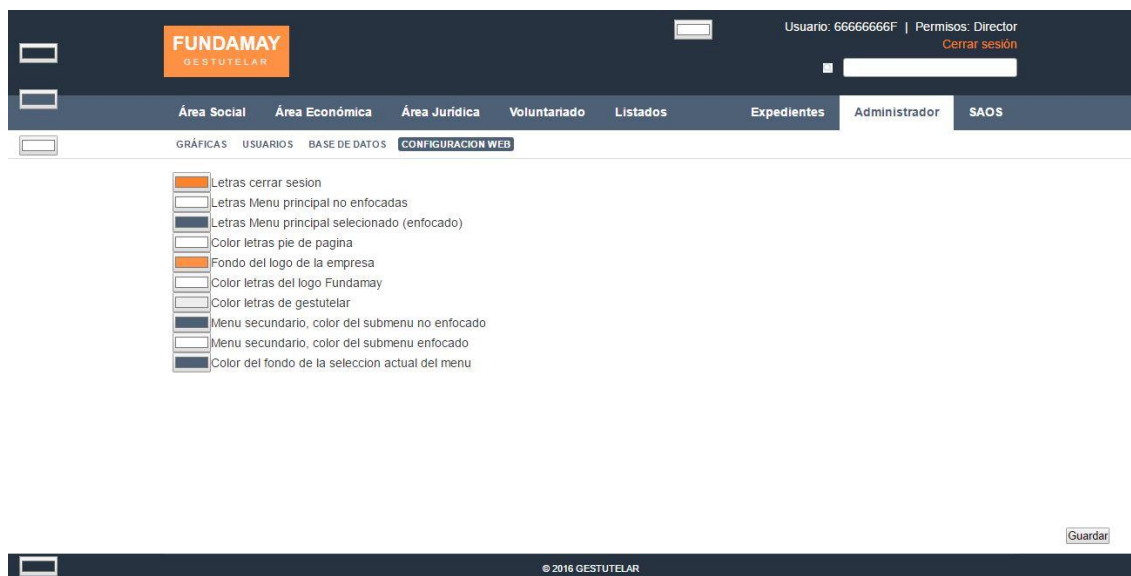 Usuario: 66666666F | Permisos: Director
Cerrar sesión
FUNDAMAY
GESTUTELAR
Área Social Área Económica Área Jurídica Voluntariado Listados Expedientes Administrador SAOS
GRÁFICAS USUARIOS BASE DE DATOS CONFIGURACION WEB
Letras cerrar sesion
Letras Menu principal no enfocadas
Letras Menu principal selecionado (enfocado)
Color letras pie de pagina
Fondo del logo de la empresa
Color letras del logo Fundamay
Color letras de gestutelar
Menu secundario, color del submenu no enfocado
Menu secundario, color del submenu enfocado
Color del fondo de la seleccion actual del menu
Guardar
© 2016 GESTUTELAR